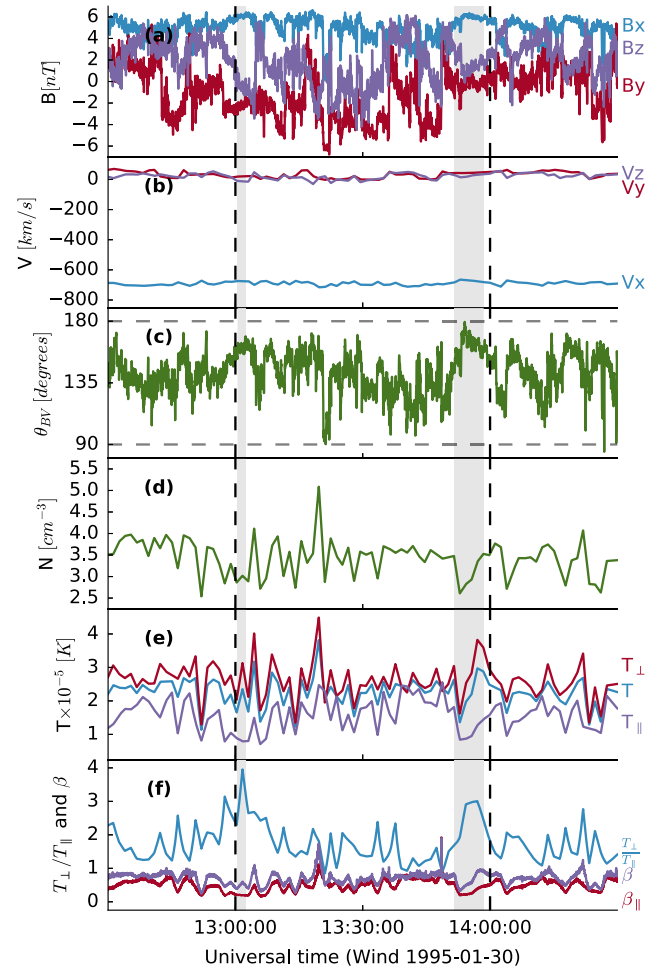 (a)
6
4
2
0
−2
−4
−6
B[nT]
Bx
Bz
By
(b)
0
−200
−400
−600
−800
V [km/s]
Vz
Vy
Vx
(c)
180
135
90
θ_BV [degrees]
(d)
5.5
5.0
4.5
4.0
3.5
3.0
2.5
N [cm⁻³]
(e)
4
3
2
1
T×10⁻⁵ [K]
T⊥
T
T∥
(f)
4
3
2
1
0
T⊥/T∥ and β
T⊥/T∥
β
β∥
13:00:00 13:30:00 14:00:00
Universal time (Wind 1995-01-30)